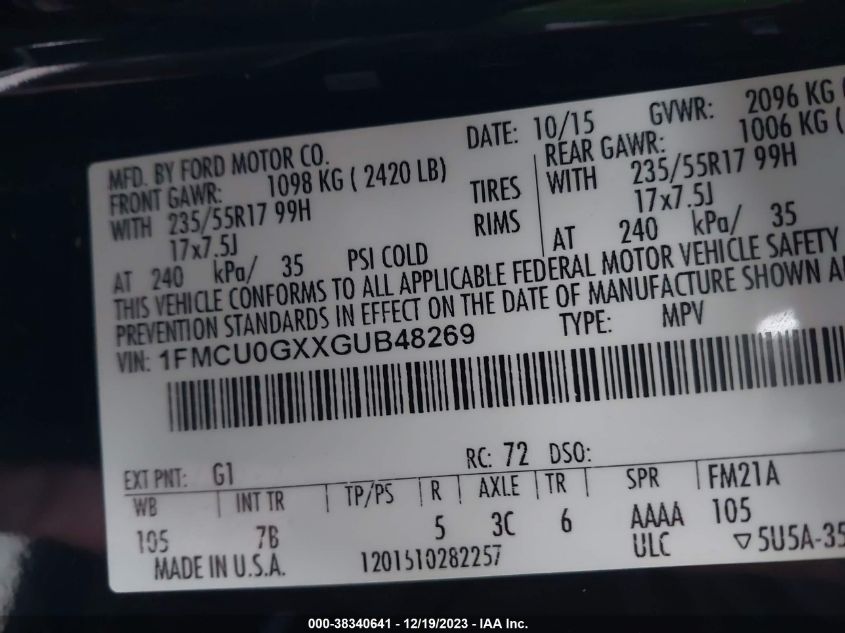 MFD. BY FORD MOTOR CO. DATE: 10/15 GVWR: 2096 KG (
FRONT GAWR: 1098 KG ( 2420 LB) REAR GAWR: 1006 KG (
WITH 235/55R17 99H TIRES WITH 235/55R17 99H
17x7.5J RIMS 17x7.5J
AT 240 kPa/ 35 PSI COLD AT 240 kPa/ 35
THIS VEHICLE CONFORMS TO ALL APPLICABLE FEDERAL MOTOR VEHICLE SAFETY
PREVENTION STANDARDS IN EFFECT ON THE DATE OF MANUFACTURE SHOWN
VIN: 1FMCU0GXXGUB48269 TYPE: MPV
EXT PNT: G1 RC: 72 DSO:
WB INT TR TP/PS R AXLE TR SPR FM21A
105 7B 5 3C 6 AAAA 105
MADE IN U.S.A. 1201510282257 ULC ▽5U5A-35
000-38340641 - 12/19/2023 - IAA Inc.